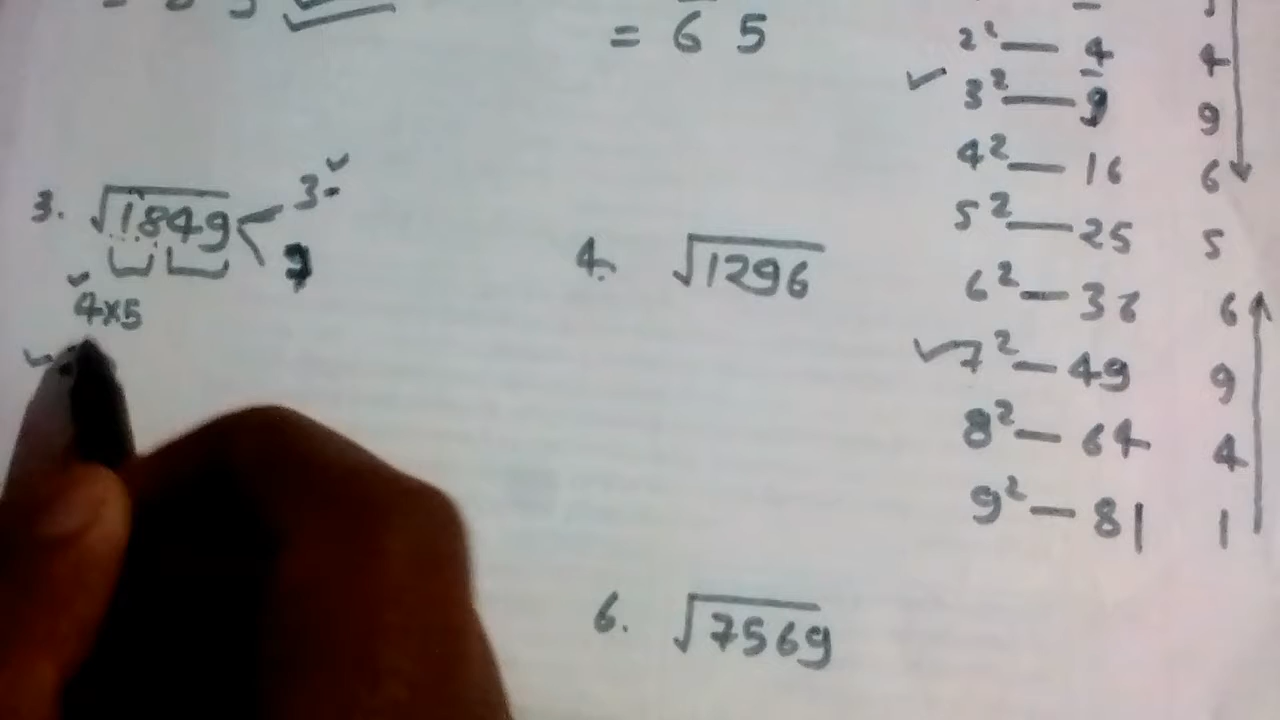 = 6 5
3. √1849 3
7
4×5
4. √1296
6. √7569
2² — 4 4
3² — 9 9
4² — 16 6
5² — 25 5
6² — 36 6
7² — 49 9
8² — 64 4
9² — 81 1